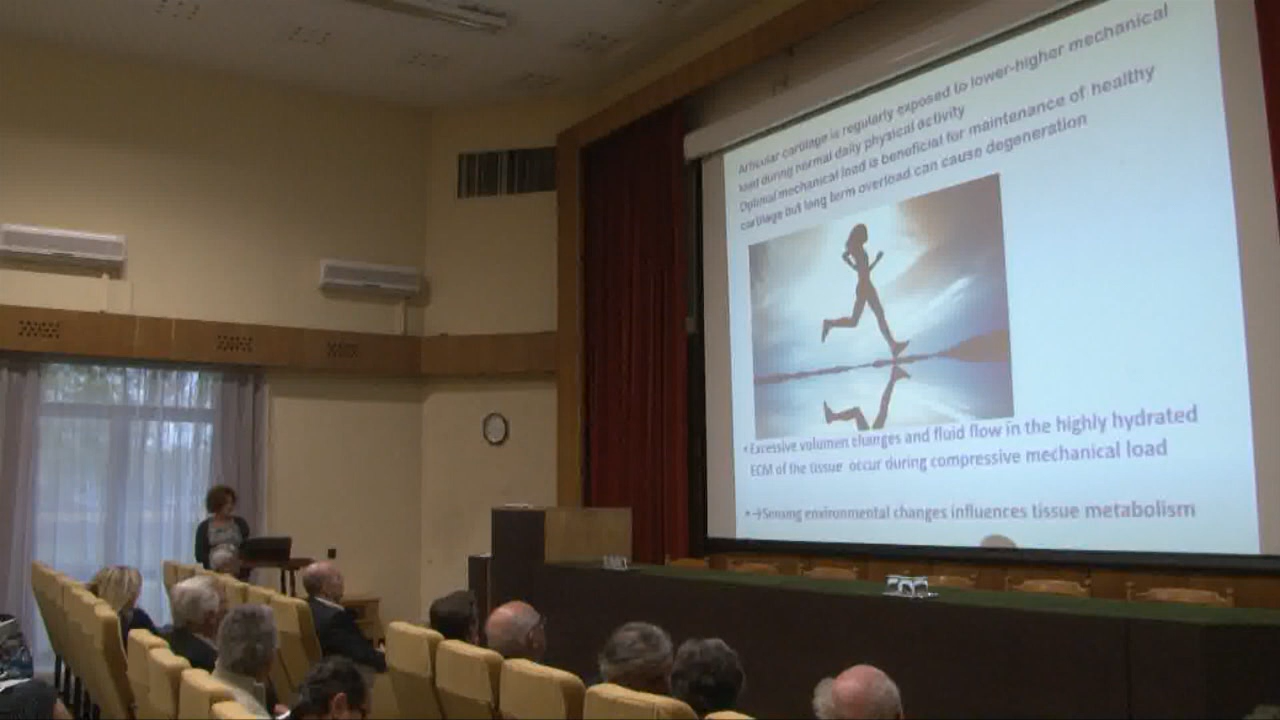 Articular cartilage is regularly exposed to lower-higher mechanical
load during normal daily physical activity
Optimal mechanical load is beneficial for maintenance of healthy
cartilage but long term overload can cause degeneration
• Excessive volumen changes and fluid flow in the highly hydrated
ECM of the tissue occur during compressive mechanical load
• →Sensing environmental changes influences tissue metabolism